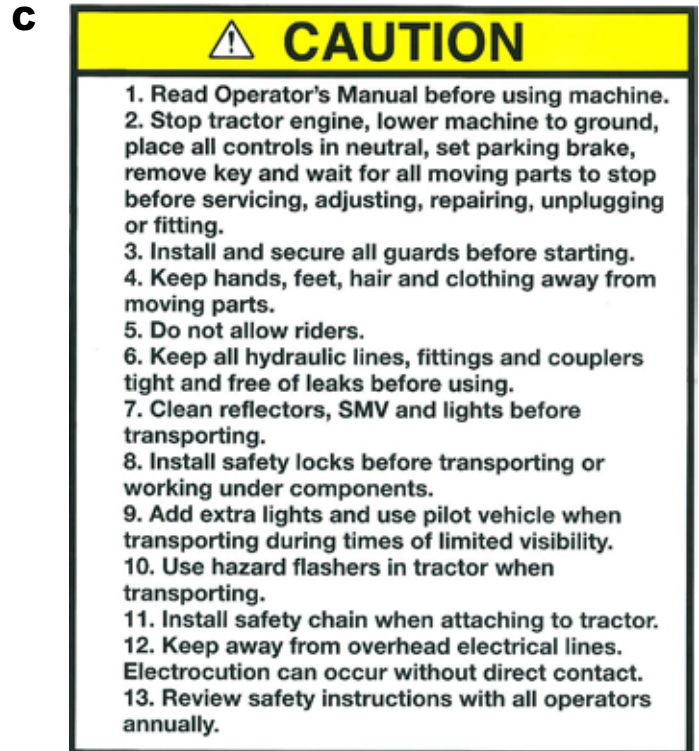 C
CAUTION
1. Read Operator's Manual before using machine.
2. Stop tractor engine, lower machine to ground,
place all controls in neutral, set parking brake,
remove key and wait for all moving parts to stop
before servicing, adjusting, repairing, unplugging
or fitting.
3. Install and secure all guards before starting.
4. Keep hands, feet, hair and clothing away from
moving parts.
5. Do not allow riders.
6. Keep all hydraulic lines, fittings and couplers
tight and free of leaks before using.
7. Clean reflectors, SMV and lights before
transporting.
8. Install safety locks before transporting or
working under components.
9. Add extra lights and use pilot vehicle when
transporting during times of limited visibility.
10. Use hazard flashers in tractor when
transporting.
11. Install safety chain when attaching to tractor.
12. Keep away from overhead electrical lines.
Electrocution can occur without direct contact.
13. Review safety instructions with all operators
annually.